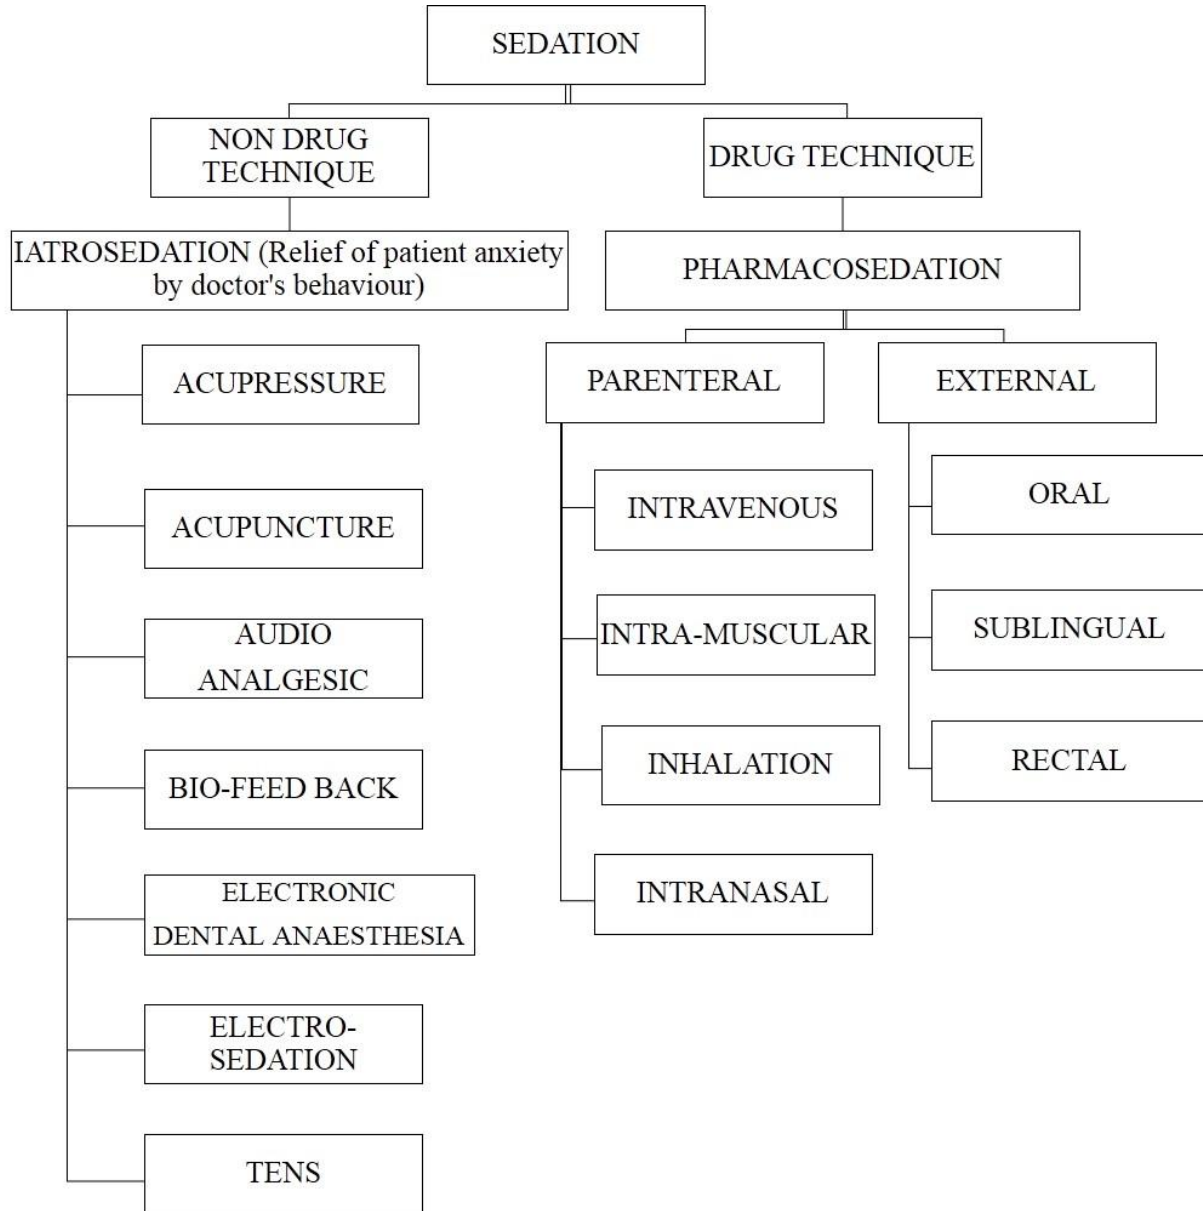 SEDATION
NON DRUG
TECHNIQUE
DRUG TECHNIQUE
IATROSEDATION (Relief of patient anxiety
by doctor's behaviour)
PHARMACOSEDATION
ACUPRESSURE
ACUPUNCTURE
AUDIO
ANALGESIC
BIO-FEED BACK
ELECTRONIC
DENTAL ANAESTHESIA
ELECTRO-
SEDATION
TENS
PARENTERAL
INTRAVENOUS
INTRA-MUSCULAR
INHALATION
INTRANASAL
EXTERNAL
ORAL
SUBLINGUAL
RECTAL